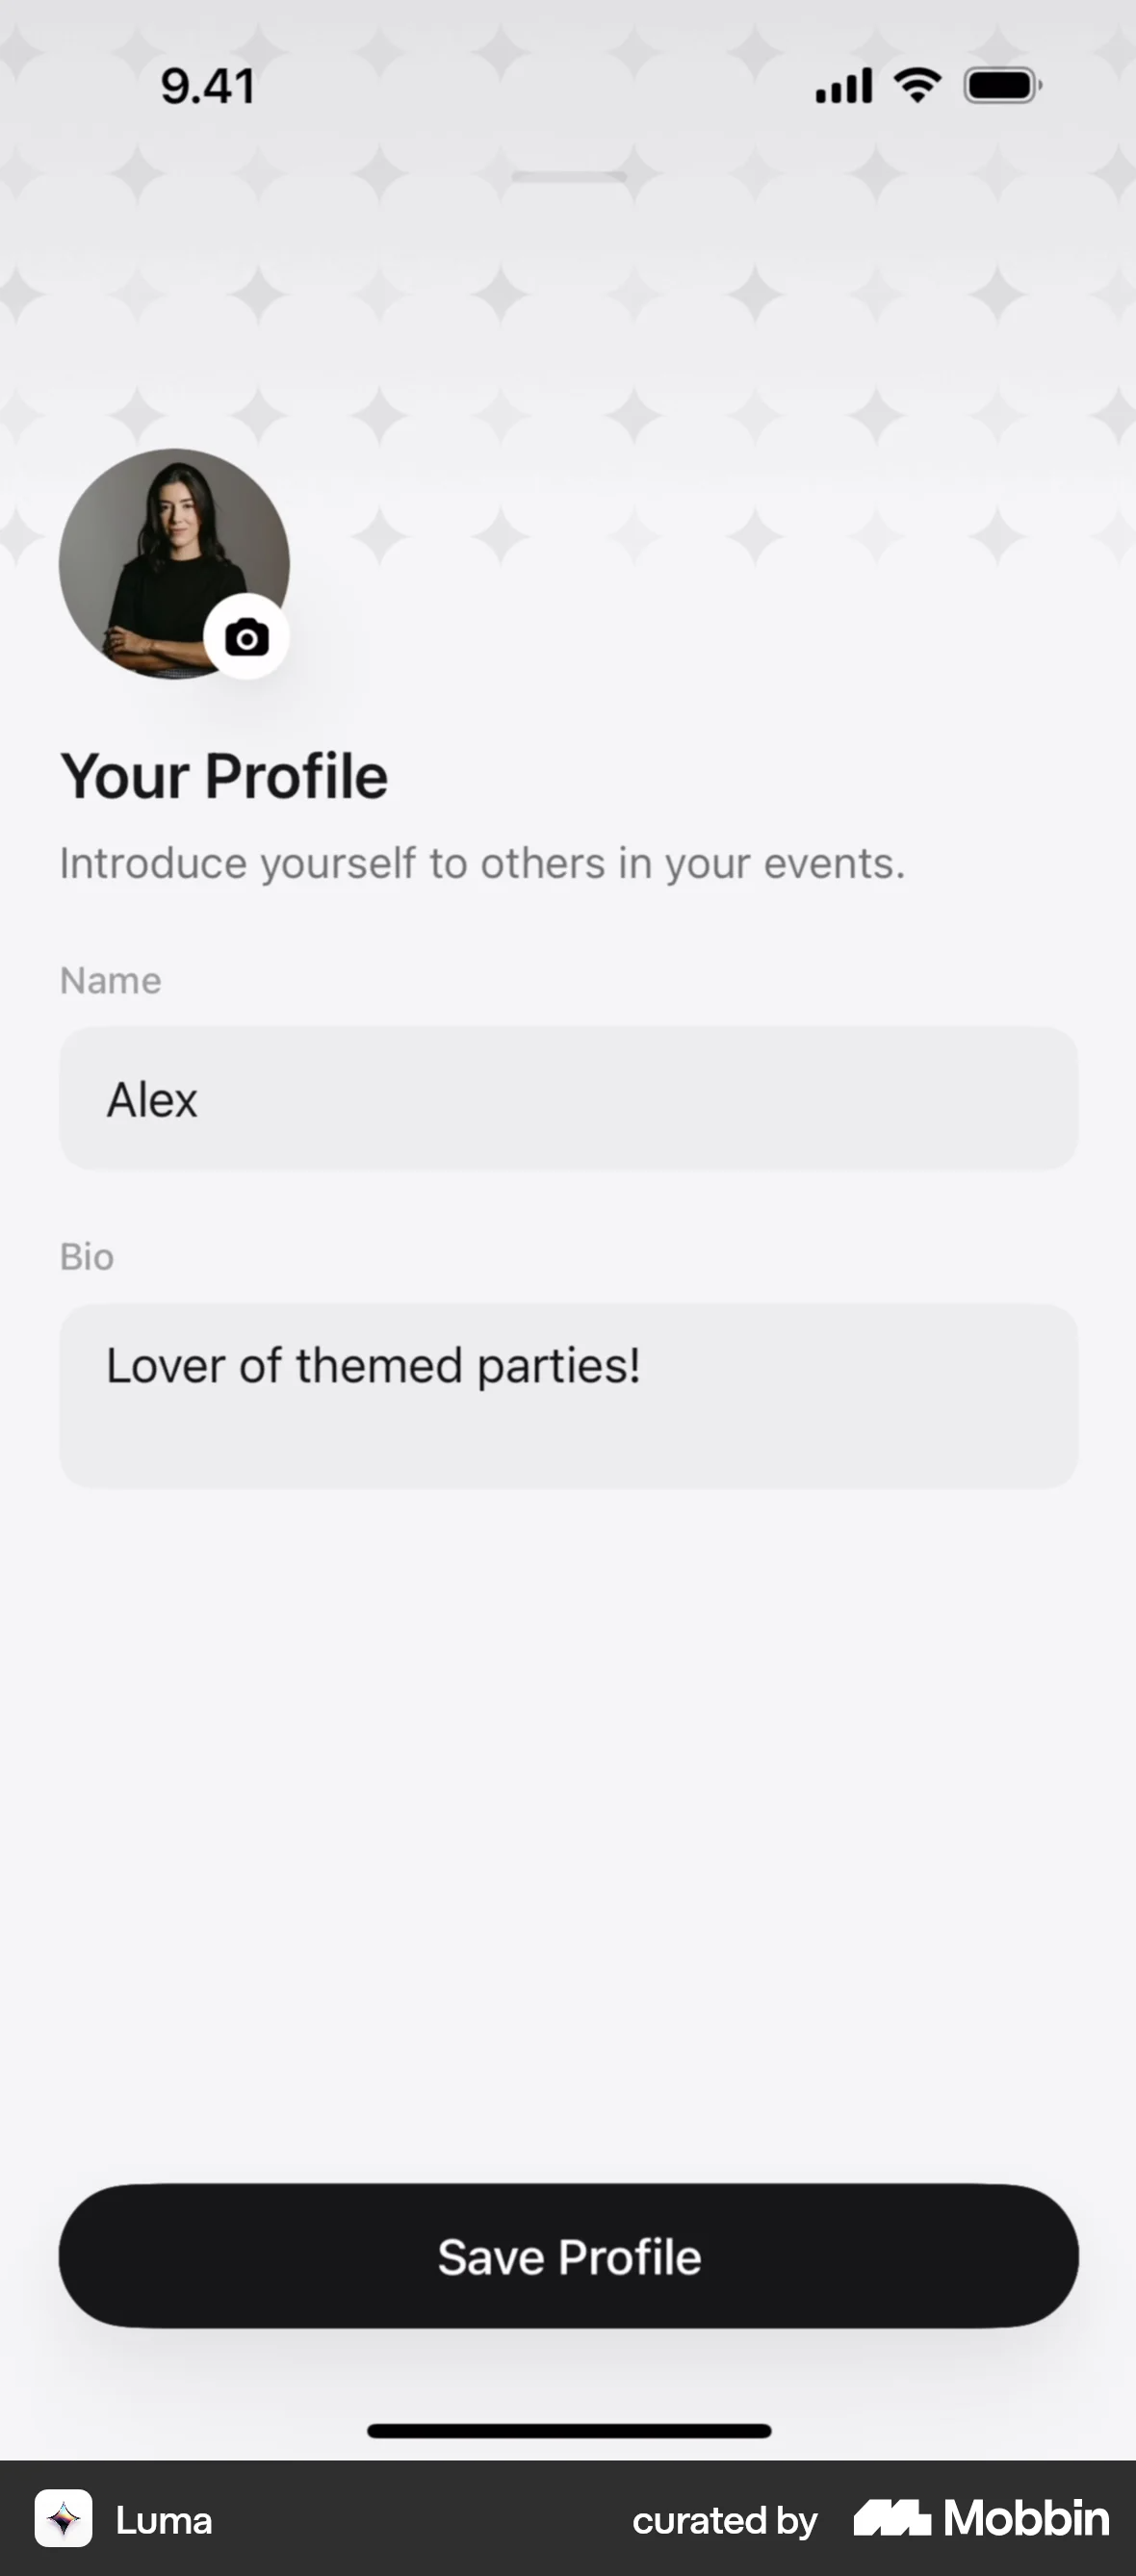 9.41
Your Profile
Introduce yourself to others in your events.
Name
Alex
Bio
Lover of themed parties!
Save Profile
Luma
curated by Mobbin